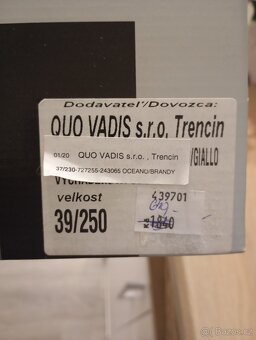 Dodavateľ/Dovozca:
QUO VADIS s.r.o, Trencin
/GIALLO
01/20 QUO VADIS s.r.o. , Trencin
37/230-727255-243065 OCEANO/BRANDY
velkost
39/250
439701